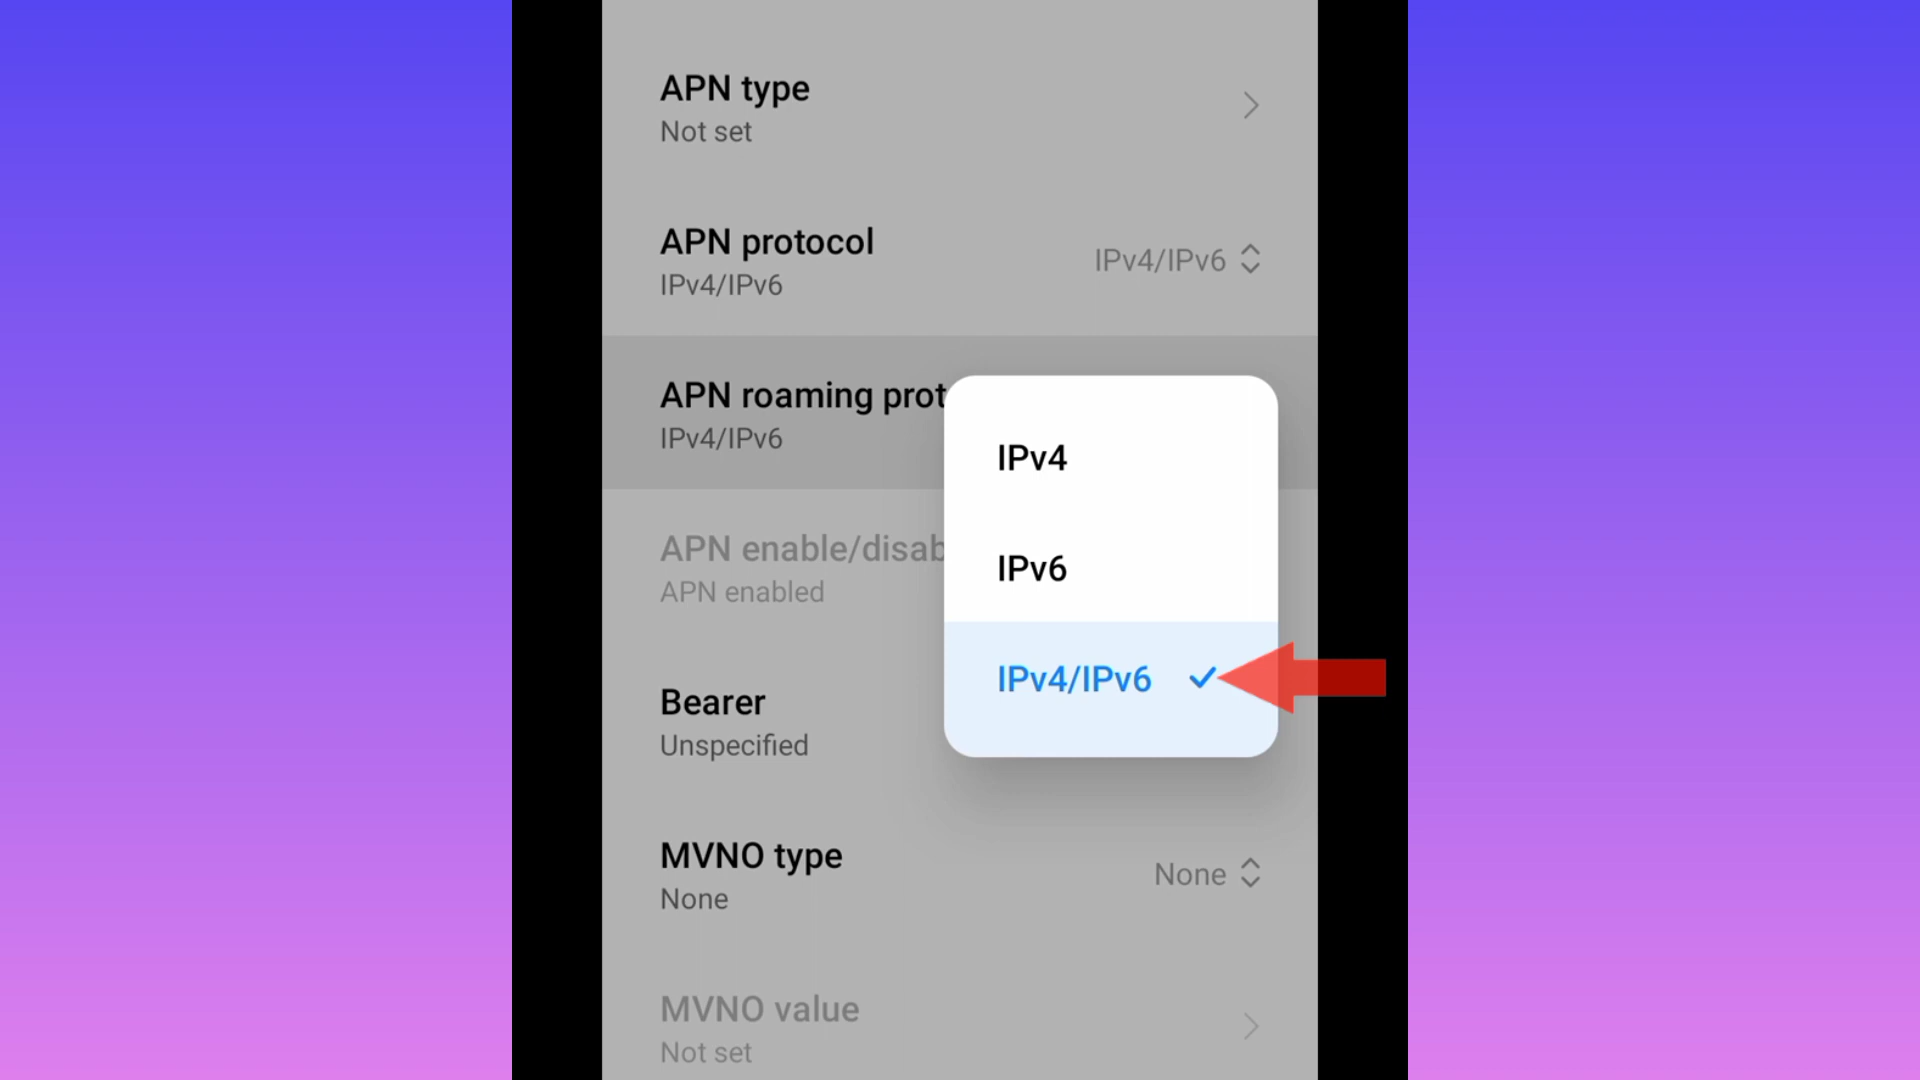 APN type
Not set
APN protocol
IPv4/IPv6
IPv4/IPv6
APN roaming prot
IPv4/IPv6
IPv4
IPv6
IPv4/IPv6
APN enable/disab
APN enabled
Bearer
Unspecified
MVNO type
None
None
MVNO value
Not set